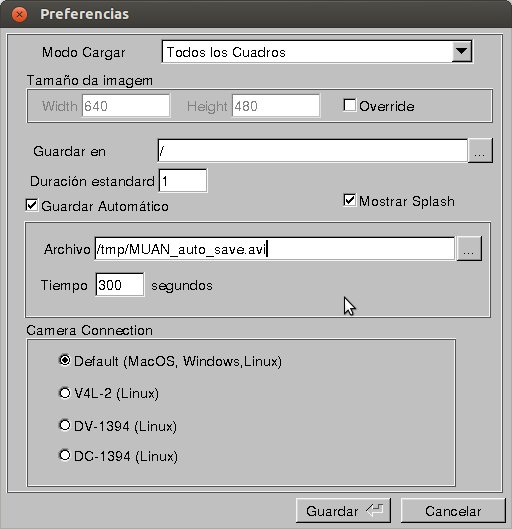 Preferencias
Modo Cargar Todos los Cuadros
Tamaño da imagem
Width 640 Height 480 Override
Guardar en / ...
Duración estandard 1
Guardar Automático Mostrar Splash
Archivo /tmp/MUAN_auto_save.avi ...
Tiempo 300 segundos
Camera Connection
Default (MacOS, Windows,Linux)
V4L-2 (Linux)
DV-1394 (Linux)
DC-1394 (Linux)
Guardar Cancelar